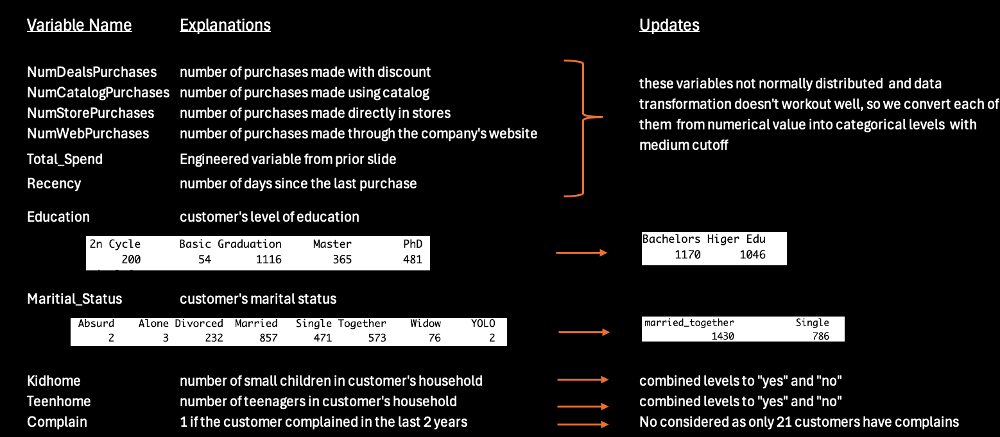 Variable Name Explanations Updates
NumDealsPurchases number of purchases made with discount
NumCatalogPurchases number of purchases made using catalog
NumStorePurchases number of purchases made directly in stores
NumWebPurchases number of purchases made through the company's website
Total_Spend Engineered variable from prior slide
Recency number of days since the last purchase
these variables not normally distributed and data
transformation doesn't workout well, so we convert each of
them from numerical value into categorical levels with
medium cutoff
Education customer's level of education
2n Cycle Basic Graduation Master PhD
200 54 1116 365 481
Bachelors Higer Edu
1170 1046
Maritial_Status customer's marital status
Absurd Alone Divorced Married Single Together Widow YOLO
2 3 232 857 471 573 76 2
married_together Single
1430 786
Kidhome number of small children in customer's household combined levels to "yes" and "no"
Teenhome number of teenagers in customer's household combined levels to "yes" and "no"
Complain 1 if the customer complained in the last 2 years No considered as only 21 customers have complains